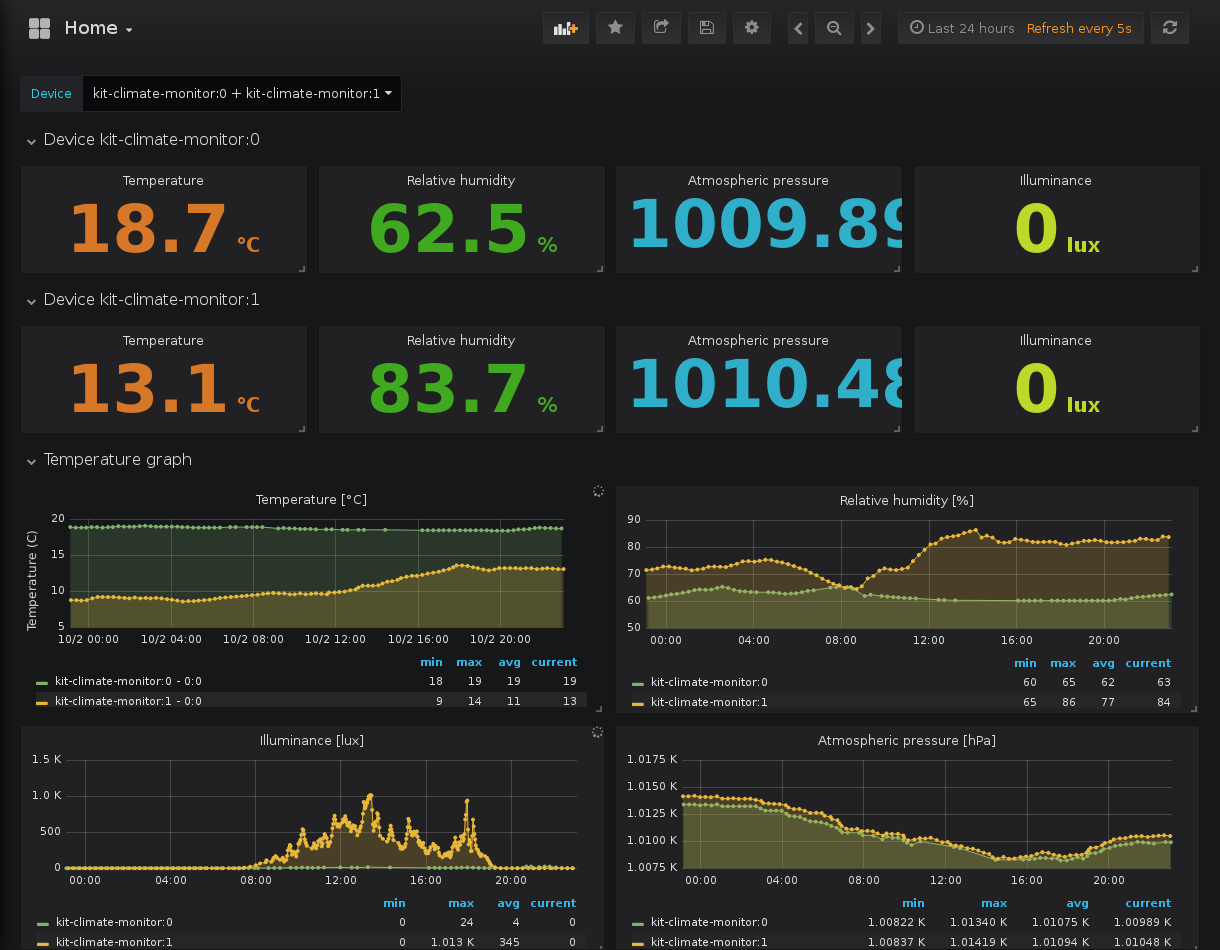 Home
Last 24 hours Refresh every 5s
Device kit-climate-monitor:0 + kit-climate-monitor:1
Device kit-climate-monitor:0
Temperature Relative humidity Atmospheric pressure Illuminance
18.7 °C 62.5 % 1009.89 0 lux
Device kit-climate-monitor:1
Temperature Relative humidity Atmospheric pressure Illuminance
13.1 °C 83.7 % 1010.48 0 lux
Temperature graph
Temperature [°C]
Temperature (C)
20
15
10
5
10/2 00:00 10/2 04:00 10/2 08:00 10/2 12:00 10/2 16:00 10/2 20:00
min max avg current
kit-climate-monitor:0 - 0:0 18 19 19 19
kit-climate-monitor:1 - 0:0 9 14 11 13
Relative humidity [%]
90
80
70
60
50
00:00 04:00 08:00 12:00 16:00 20:00
min max avg current
kit-climate-monitor:0 60 65 62 63
kit-climate-monitor:1 65 86 77 84
Illuminance [lux]
1.5 K
1.0 K
500
0
00:00 04:00 08:00 12:00 16:00 20:00
min max avg current
kit-climate-monitor:0 0 24 4 0
kit-climate-monitor:1 0 1.013 K 345 0
Atmospheric pressure [hPa]
1.0175 K
1.0150 K
1.0125 K
1.0100 K
1.0075 K
00:00 04:00 08:00 12:00 16:00 20:00
min max avg current
kit-climate-monitor:0 1.00822 K 1.01340 K 1.01075 K 1.00989 K
kit-climate-monitor:1 1.00837 K 1.01419 K 1.01094 K 1.01048 K